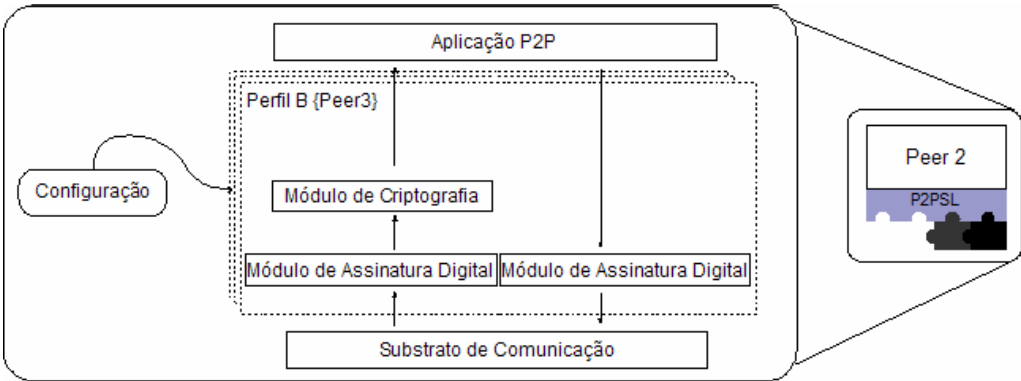 Aplicação P2P
Perfil B {Peer3}
Configuração
Módulo de Criptografia
Módulo de Assinatura Digital
Módulo de Assinatura Digital
Substrato de Comunicação
Peer 2
P2PSL